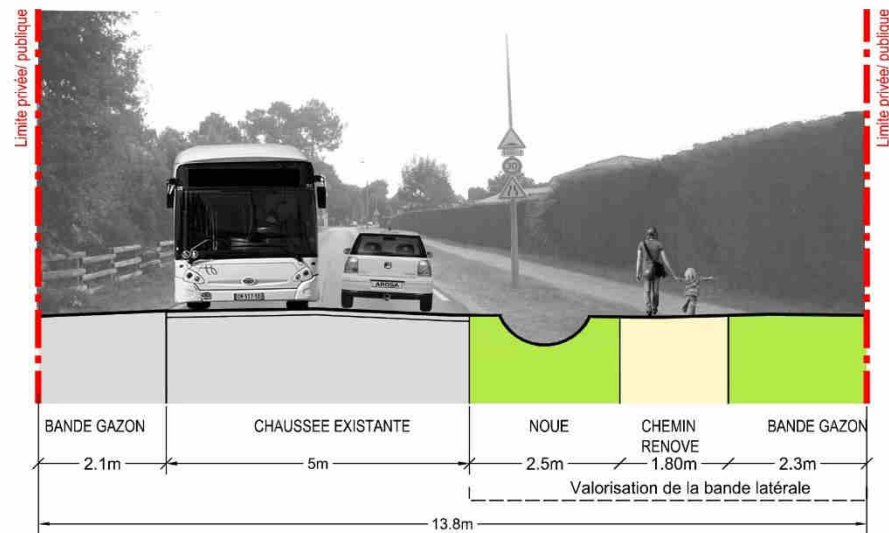 Limite privée/ publique
Limite privée/ publique
30
AROSA
BANDE GAZON
CHAUSSEE EXISTANTE
NOUE
CHEMIN
RENOVE
BANDE GAZON
2.1m
5m
2.5m
1.80m
2.3m
Valorisation de la bande latérale
13.8m